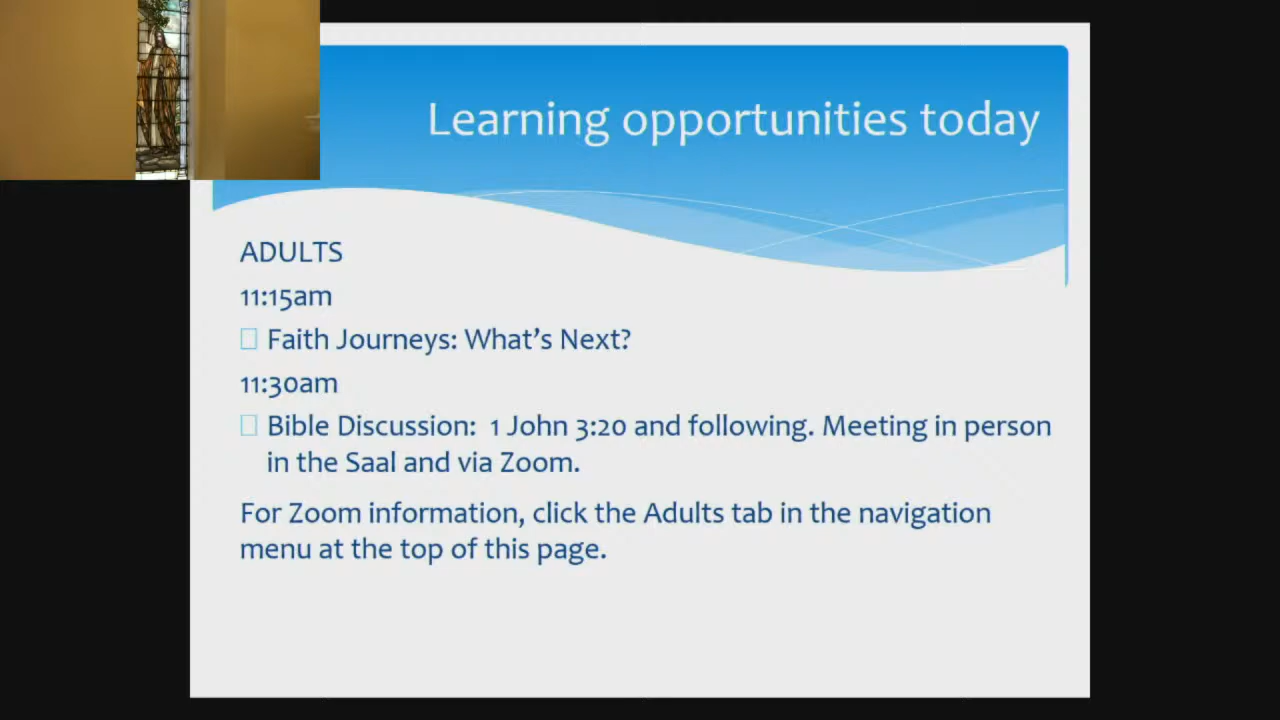 Learning opportunities today
ADULTS
11:15am
Faith Journeys: What's Next?
11:30am
Bible Discussion:  1 John 3:20 and following. Meeting in person
in the Saal and via Zoom.
For Zoom information, click the Adults tab in the navigation
menu at the top of this page.